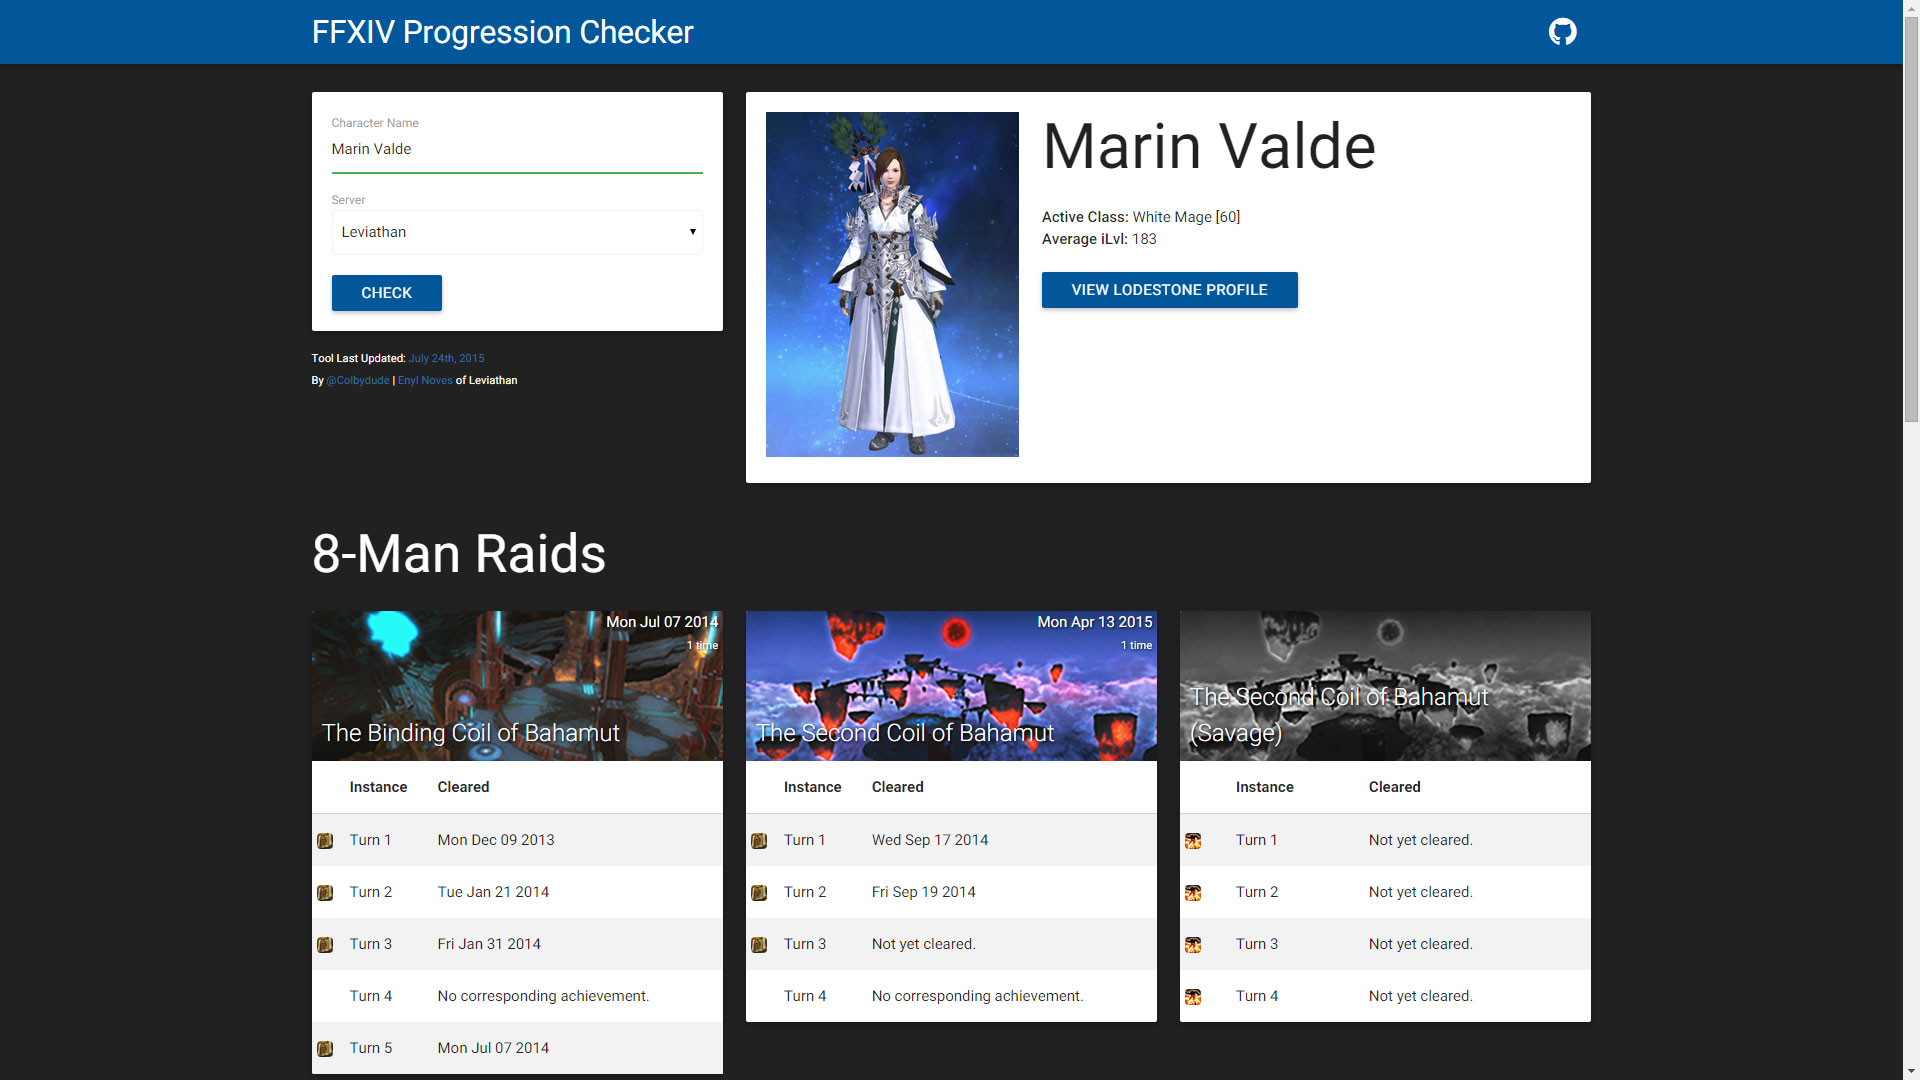 FFXIV Progression Checker
Character Name
Marin Valde
Server
Leviathan
CHECK
Tool Last Updated: July 24th, 2015
By @Colbydude | Enyl Noves of Leviathan
Marin Valde
Active Class: White Mage [60]
Average iLvl: 183
VIEW LODESTONE PROFILE
8-Man Raids
Mon Jul 07 2014
1 time
The Binding Coil of Bahamut
Instance Cleared
Turn 1 Mon Dec 09 2013
Turn 2 Tue Jan 21 2014
Turn 3 Fri Jan 31 2014
Turn 4 No corresponding achievement.
Turn 5 Mon Jul 07 2014
Mon Apr 13 2015
1 time
The Second Coil of Bahamut
Instance Cleared
Turn 1 Wed Sep 17 2014
Turn 2 Fri Sep 19 2014
Turn 3 Not yet cleared.
Turn 4 No corresponding achievement.
The Second Coil of Bahamut
(Savage)
Instance Cleared
Turn 1 Not yet cleared.
Turn 2 Not yet cleared.
Turn 3 Not yet cleared.
Turn 4 Not yet cleared.